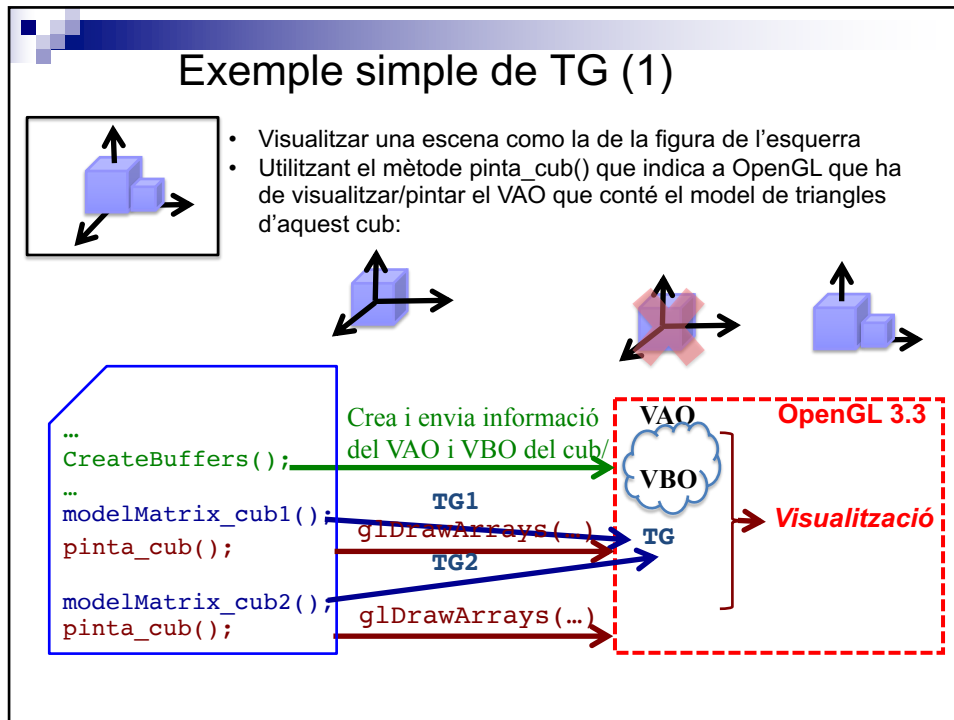 Exemple simple de TG (1)
• Visualitzar una escena como la de la figura de l'esquerra
• Utilitzant el mètode pinta_cub() que indica a OpenGL que ha
de visualitzar/pintar el VAO que conté el model de triangles
d'aquest cub:
…
CreateBuffers();
…
modelMatrix_cub1();
pinta_cub();
modelMatrix_cub2();
pinta_cub();
Crea i envia informació
del VAO i VBO del cub/
TG1
glDrawArrays(…)
TG2
glDrawArrays(…)
VAO
OpenGL 3.3
VBO
Visualització
TG